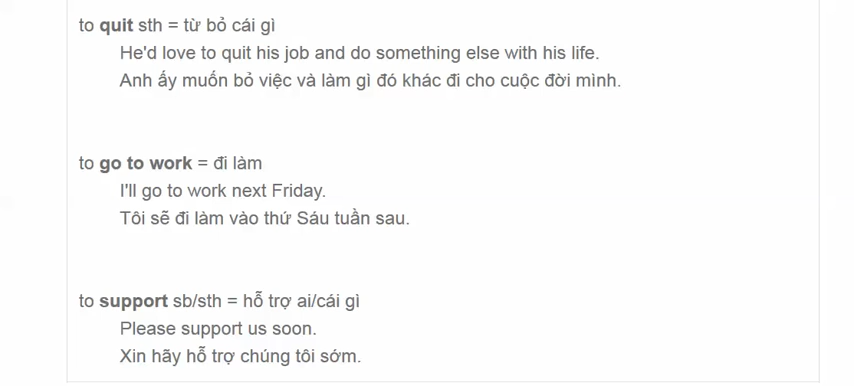 to quit sth = từ bỏ cái gì
He'd love to quit his job and do something else with his life.
Anh ấy muốn bỏ việc và làm gì đó khác đi cho cuộc đời mình.
to go to work = đi làm
I'll go to work next Friday.
Tôi sẽ đi làm vào thứ Sáu tuần sau.
to support sb/sth = hỗ trợ ai/cái gì
Please support us soon.
Xin hãy hỗ trợ chúng tôi sớm.